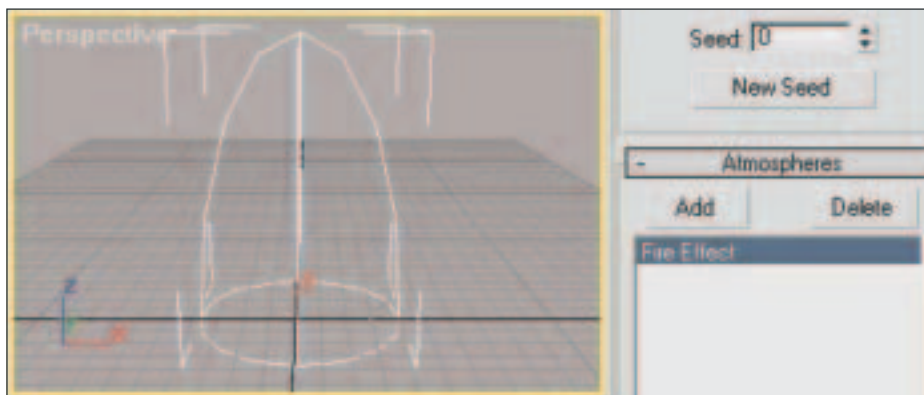 Perspective
Seed: 0
New Seed
- Atmospheres
Add Delete
Fire Effect
z
x